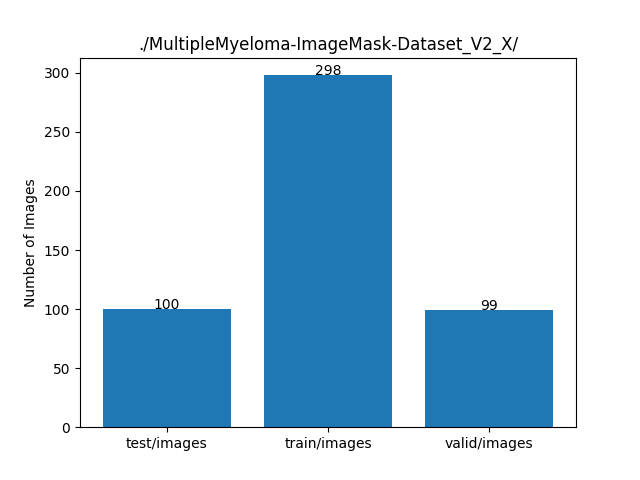 ./MultipleMyeloma-ImageMask-Dataset_V2_X/
300
250
200
150
100
50
0
Number of Images
100
298
99
test/images
train/images
valid/images